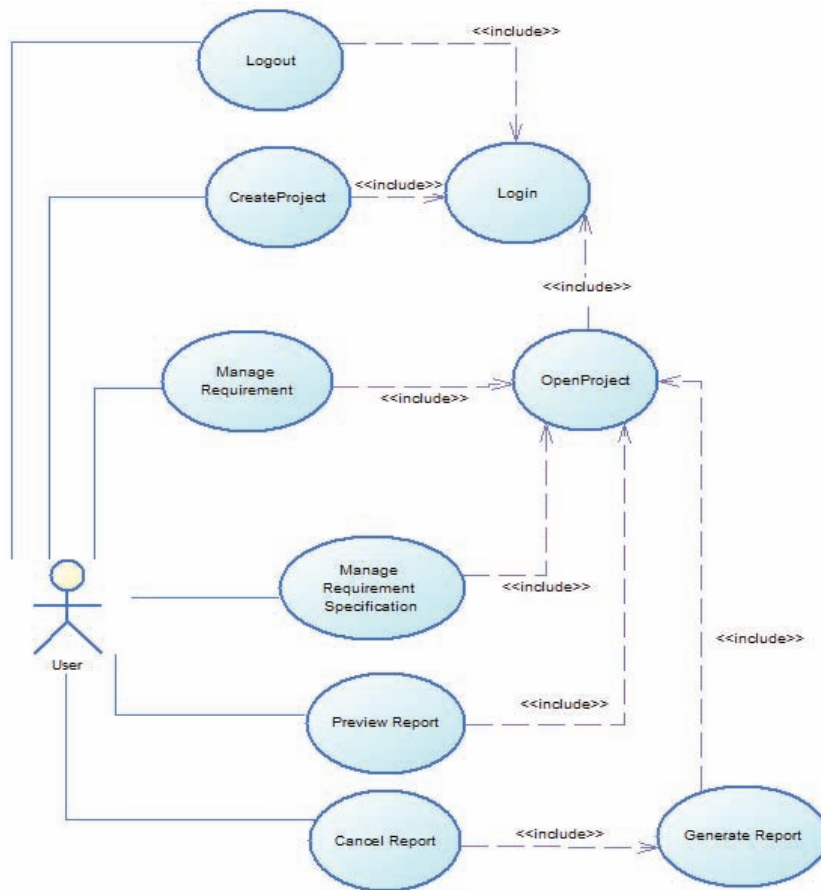 <<include>>
Logout
<<include>>
CreateProject
Login
<<include>>
Manage
Requirement
OpenProject
<<include>>
Manage
Requirement
Specification
<<include>>
<<include>>
User
Preview Report
<<include>>
Cancel Report
<<include>>
Generate Report